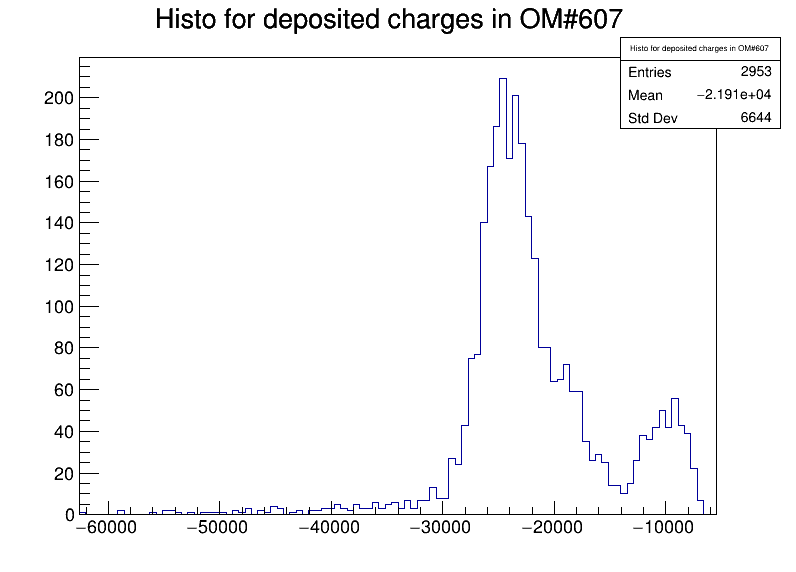 Histo for deposited charges in OM#607
Histo for deposited charges in OM#607
Entries 2953
Mean −2.191e+04
Std Dev 6644
200
180
160
140
120
100
80
60
40
20
0
−60000 −50000 −40000 −30000 −20000 −10000